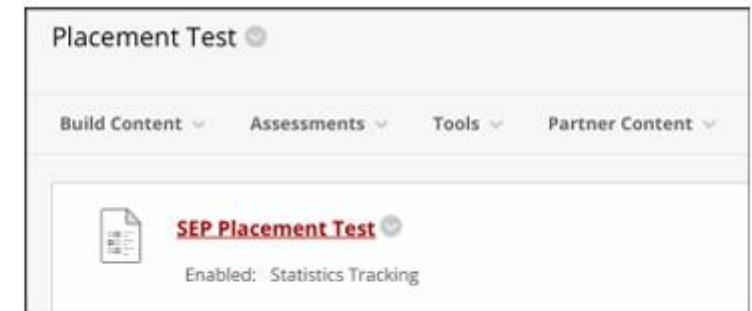 Placement Test
Build Content Assessments Tools Partner Content
SEP Placement Test
Enabled: Statistics Tracking